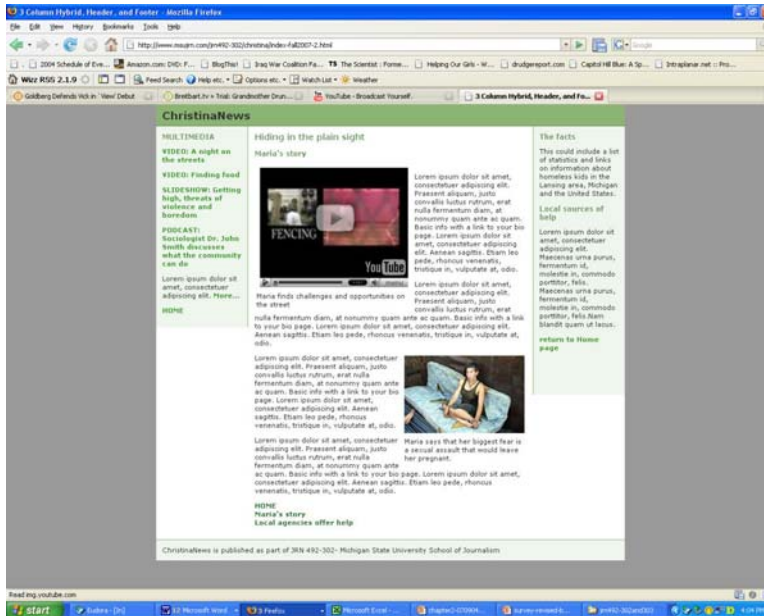 3 Column Hybrid, Header, and Footer - Mozilla Firefox
File Edit View History Bookmarks Tools Help
http://www.msujrn.com/jrn492-302/christina/index-fall2007-2.html
2004 Schedule of Eve... Amazon.com: DVD: F... BlogThis! Iraq War Coalition Fa... TS The Scientist : Forme... Helping Our Girls - W... drudgereport.com Capitol Hill Blue: A Sp... Intraplanar net :: Pro...
Wizz RSS 2.1.9 Feed Search Help etc. Options etc. Watch List Weather
Goldberg Defends Vick in 'View' Debut Breitbart.tv » Trial: Grandmother Drun... YouTube - Broadcast Yourself. 3 Column Hybrid, Header, and Fo...
ChristinaNews
MULTIMEDIA
VIDEO: A night on
the streets
VIDEO: Finding food
SLIDESHOW: Getting
high, threats of
violence and
boredom
PODCAST:
Sociologist Dr. John
Smith discusses
what the community
can do
Lorem ipsum dolor sit
amet, consectetuer
adipiscing elit. More...
HOME
Hiding in the plain sight
Maria's story
FENCING
YouTube
Maria finds challenges and opportunities on
the street
Lorem ipsum dolor sit amet,
consectetuer adipiscing elit.
Praesent aliquam, justo
convallis luctus rutrum, erat
nulla fermentum diam, at
nonummy quam ante ac quam.
Basic info with a link to your bio
page. Lorem ipsum dolor sit
amet, consectetuer adipiscing
elit. Aenean sagittis. Etiam leo
pede, rhoncus venenatis,
tristique in, vulputate at, odio.
Lorem ipsum dolor sit amet,
consectetuer adipiscing elit.
Praesent aliquam, justo
convallis luctus rutrum, erat
nulla fermentum diam, at nonummy quam ante ac quam. Basic info with a link
to your bio page. Lorem ipsum dolor sit amet, consectetuer adipiscing elit.
Aenean sagittis. Etiam leo pede, rhoncus venenatis, tristique in, vulputate at,
odio.
Lorem ipsum dolor sit amet, consectetuer
adipiscing elit. Praesent aliquam, justo
convallis luctus rutrum, erat nulla
fermentum diam, at nonummy quam ante
ac quam. Basic info with a link to your bio
page. Lorem ipsum dolor sit amet,
consectetuer adipiscing elit. Aenean
sagittis. Etiam leo pede, rhoncus
venenatis, tristique in, vulputate at, odio.
Maria says that her biggest fear is
a sexual assault that would leave
her pregnant.
Lorem ipsum dolor sit amet, consectetuer
adipiscing elit. Praesent aliquam, justo
convallis luctus rutrum, erat nulla
fermentum diam, at nonummy quam ante
ac quam. Basic info with a link to your bio page. Lorem ipsum dolor sit amet,
consectetuer adipiscing elit. Aenean sagittis. Etiam leo pede, rhoncus
venenatis, tristique in, vulputate at, odio.
HOME
Maria's story
Local agencies offer help
The facts
This could include a list
of statistics and links
on information about
homeless kids in the
Lansing area, Michigan
and the United States.
Local sources of
help
Lorem ipsum dolor sit
amet, consectetuer
adipiscing elit.
Maecenas urna purus,
fermentum id,
molestie in, commodo
porttitor, felis.
Maecenas urna purus,
fermentum id,
molestie in, commodo
porttitor, felis.Nam
blandit quam ut lacus.
return to Home
page
ChristinaNews is published as part of JRN 492-302- Michigan State University School of Journalism
Read img.youtube.com
start 12 Microsoft Word 3 Firefox Microsoft Excel - ... 4:04 PM